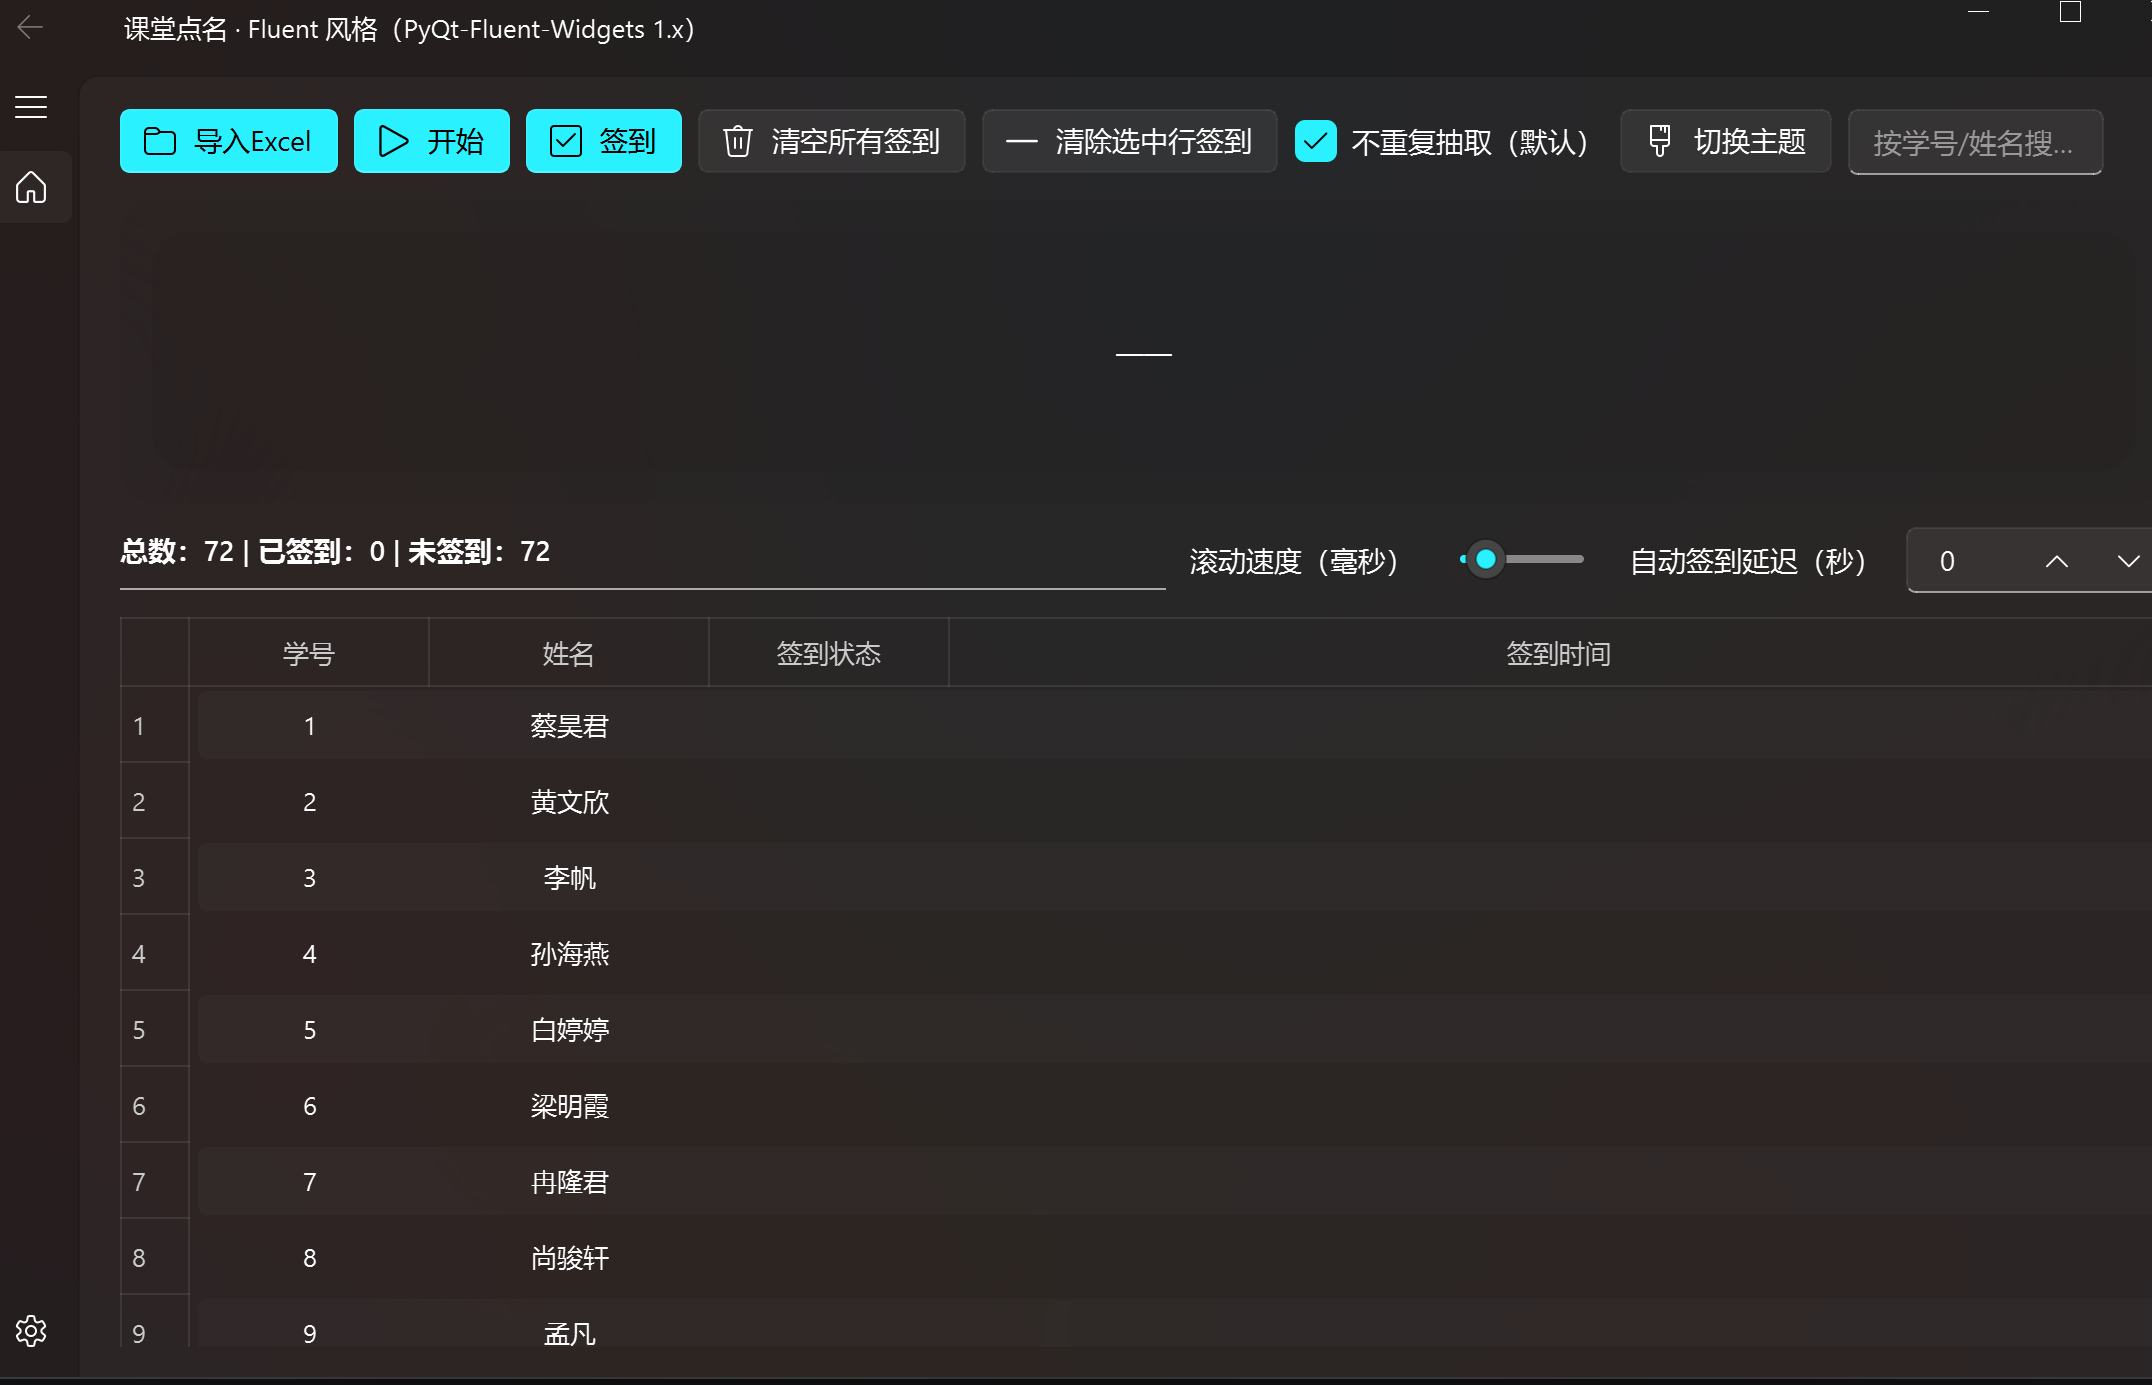 课堂点名 · Fluent 风格（PyQt-Fluent-Widgets 1.x）
导入Excel 开始 签到 清空所有签到 清除选中行签到 不重复抽取（默认） 切换主题 按学号/姓名搜...
——
总数：72 | 已签到：0 | 未签到：72 滚动速度（毫秒） 自动签到延迟（秒） 0
学号 姓名 签到状态 签到时间
1 1 蔡昊君
2 2 黄文欣
3 3 李帆
4 4 孙海燕
5 5 白婷婷
6 6 梁明霞
7 7 冉隆君
8 8 尚骏轩
9 9 孟凡